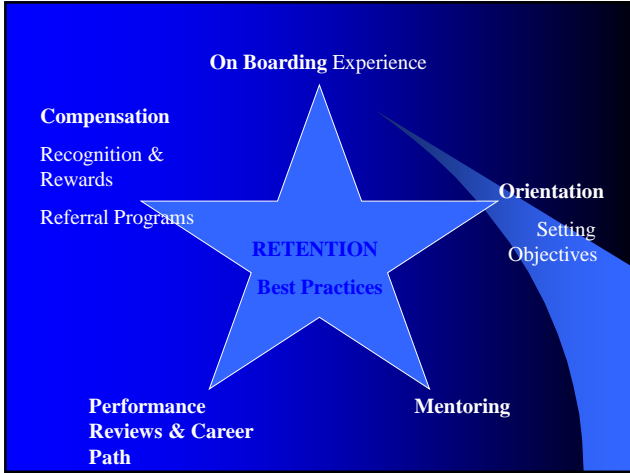 On Boarding Experience
Compensation
Recognition &
Rewards
Referral Programs
Orientation
Setting
Objectives
RETENTION
Best Practices
Performance
Reviews & Career
Path
Mentoring